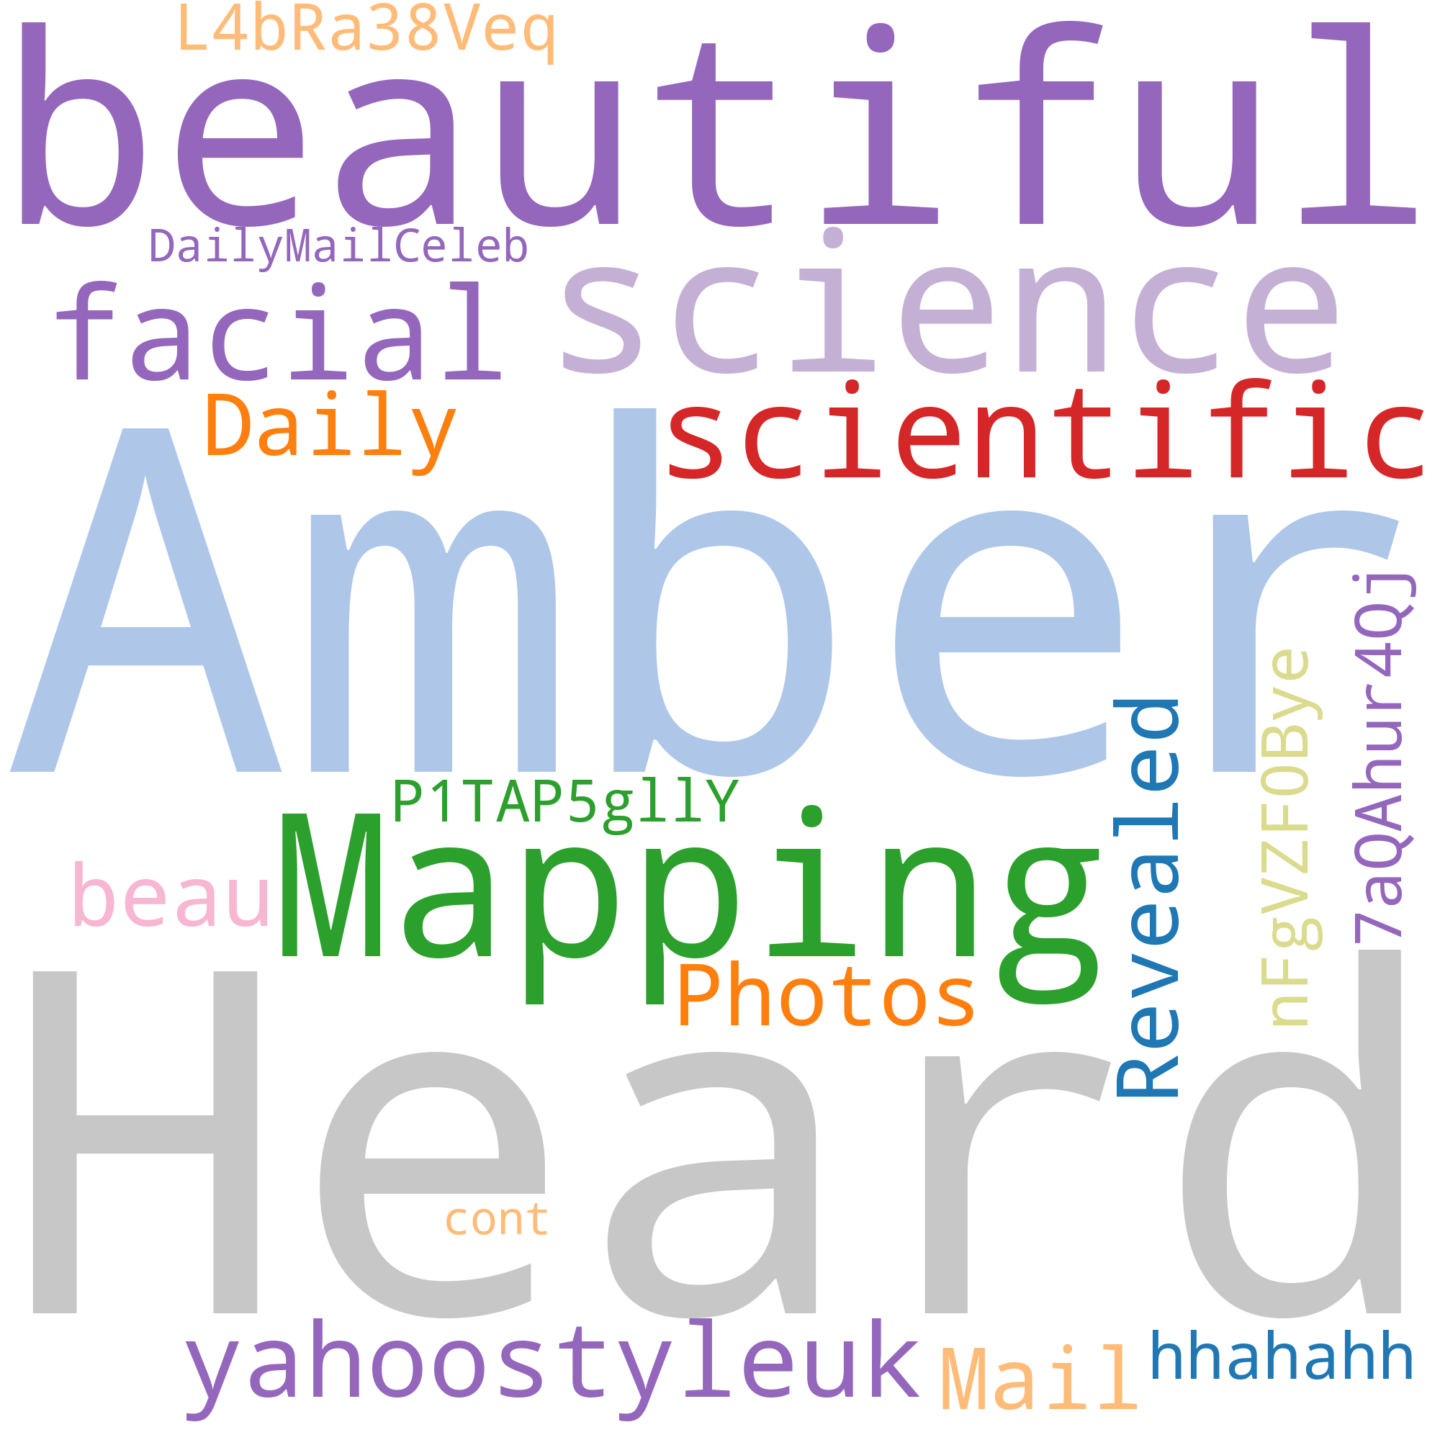 L4bRa38Veq
beautiful
DailyMailCeleb
science
facial
Daily
scientific
Amber
7aQAhur4Qj
nFgVZF0Bye
Revealed
P1TAP5gllY
Mapping
beau
Photos
Heard
cont
yahoostyleuk
Mail
hhahahh